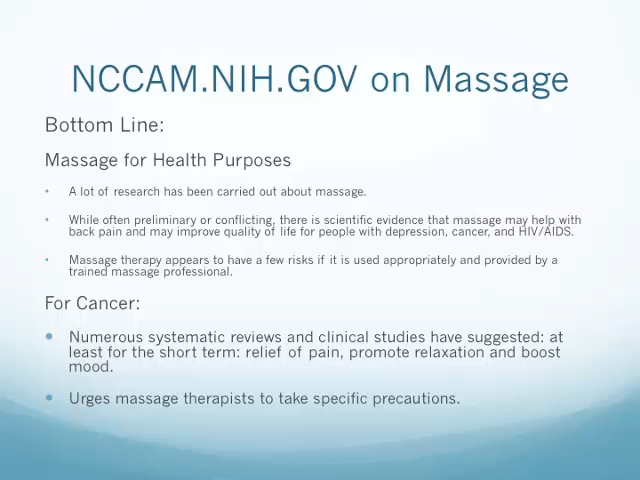 NCCAM.NIH.GOV on Massage
Bottom Line:
Massage for Health Purposes
• A lot of research has been carried out about massage.
• While often preliminary or conflicting, there is scientific evidence that massage may help with
back pain and may improve quality of life for people with depression, cancer, and HIV/AIDS.
• Massage therapy appears to have a few risks if it is used appropriately and provided by a
trained massage professional.
For Cancer:
• Numerous systematic reviews and clinical studies have suggested: at
least for the short term: relief of pain, promote relaxation and boost
mood.
• Urges massage therapists to take specific precautions.